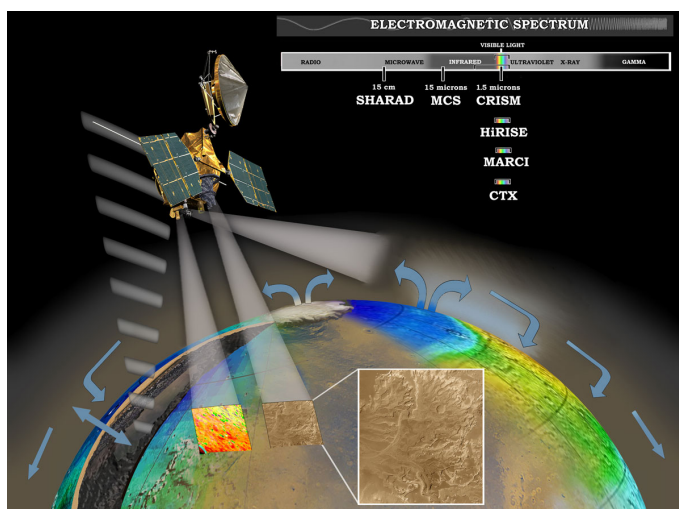 ELECTROMAGNETIC SPECTRUM
VISIBLE LIGHT
RADIO MICROWAVE INFRARED ULTRAVIOLET X-RAY GAMMA
15 cm 15 microns 1.5 microns
SHARAD MCS CRISM
HiRISE
MARCI
CTX